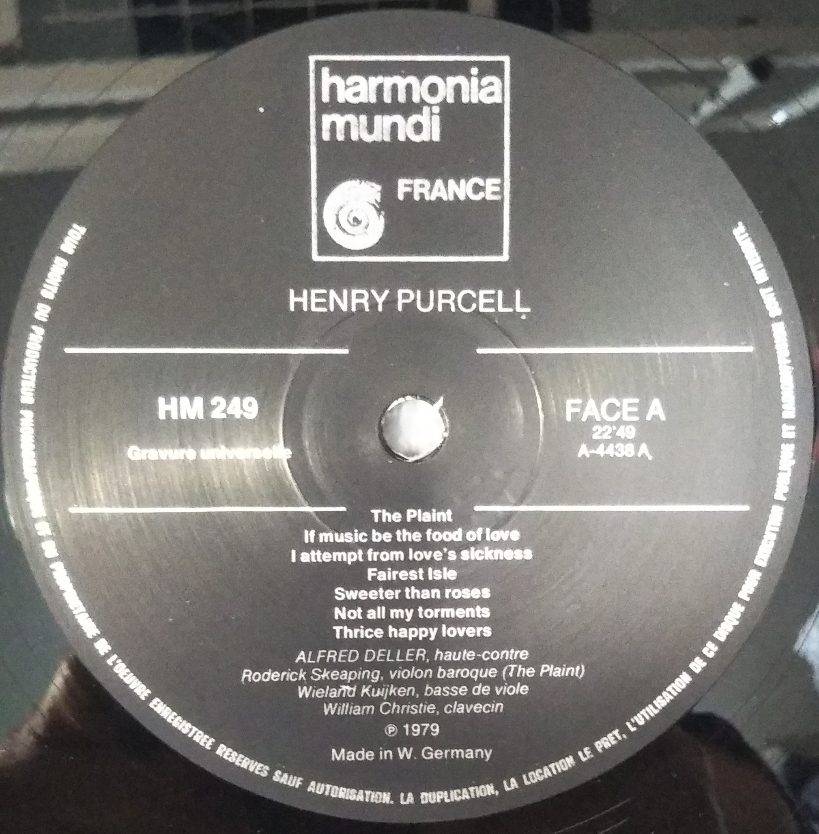 harmonia
mundi
FRANCE
HENRY PURCELL
HM 249
Gravure universelle
FACE A
22'49
A-4438 A
The Plaint
If music be the food of love
I attempt from love's sickness
Fairest Isle
Sweeter than roses
Not all my torments
Thrice happy lovers
ALFRED DELLER, haute-contre
Roderick Skeaping, violon baroque (The Plaint)
Wieland Kuijken, basse de viole
William Christie, clavecin
℗ 1979
Made in W. Germany
TOUS DROITS DU PRODUCTEUR PHONOGRAPHIQUE ET DU PROPRIETAIRE DE L'OEUVRE ENREGISTREE RESERVES SAUF AUTORISATION. LA DUPLICATION, LA LOCATION LE PRET, L'UTILISATION DE CE DISQUE POUR EXECUTION PUBLIQUE ET RADIODIFFUSION SONT INTERDITS.